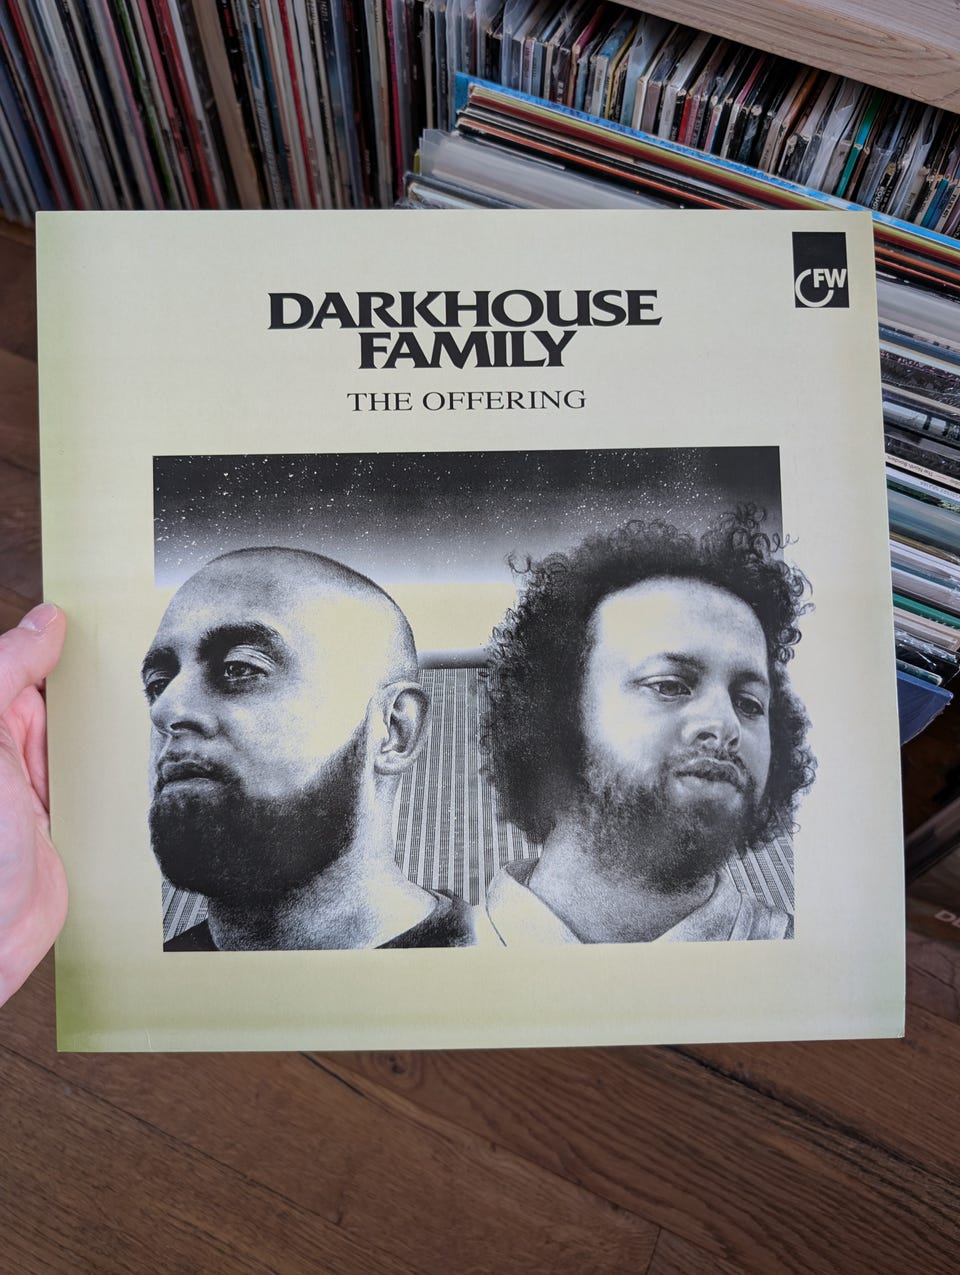 FW
DARKHOUSE
FAMILY
THE OFFERING